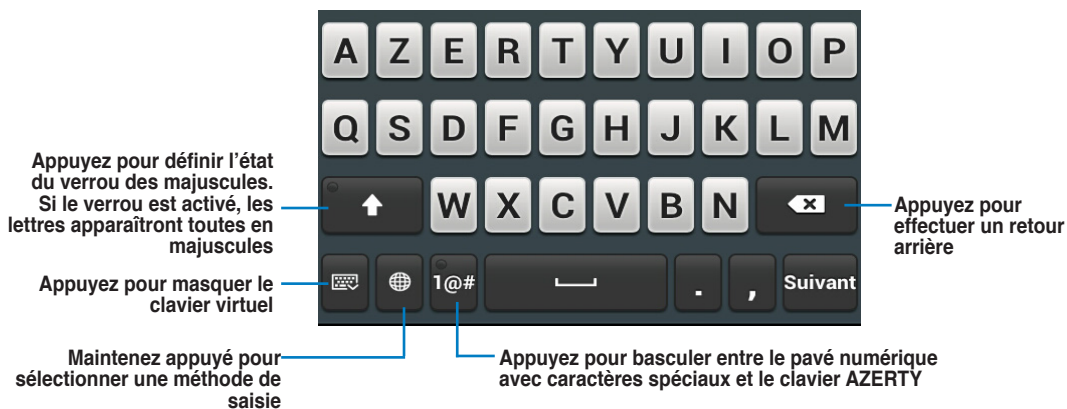 A Z E R T Y U I O P
Q S D F G H J K L M
Appuyez pour définir l'état
du verrou des majuscules.
Si le verrou est activé, les
lettres apparaîtront toutes en
majuscules
W X C V B N
Appuyez pour
effectuer un retour
arrière
Appuyez pour masquer le
clavier virtuel
1@# . , Suivant
Maintenez appuyé pour
sélectionner une méthode de
saisie
Appuyez pour basculer entre le pavé numérique
avec caractères spéciaux et le clavier AZERTY